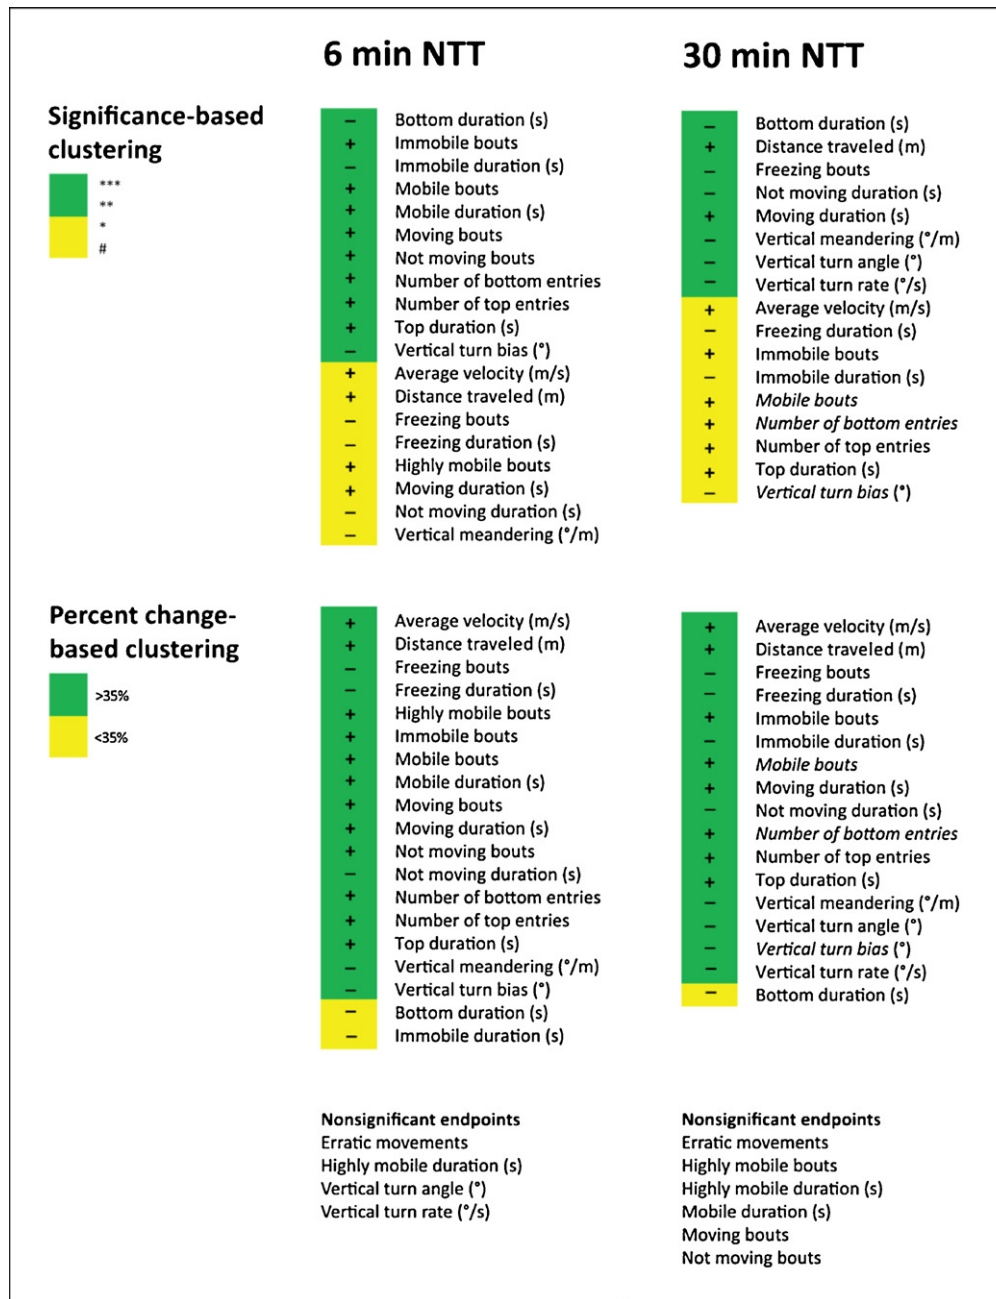 6 min NTT
30 min NTT
Significance-based
clustering
***
**
*
#
– Bottom duration (s)
+ Immobile bouts
– Immobile duration (s)
+ Mobile bouts
+ Mobile duration (s)
+ Moving bouts
+ Not moving bouts
+ Number of bottom entries
+ Number of top entries
+ Top duration (s)
– Vertical turn bias (°)
+ Average velocity (m/s)
+ Distance traveled (m)
– Freezing bouts
– Freezing duration (s)
+ Highly mobile bouts
+ Moving duration (s)
– Not moving duration (s)
– Vertical meandering (°/m)
– Bottom duration (s)
+ Distance traveled (m)
– Freezing bouts
– Not moving duration (s)
+ Moving duration (s)
– Vertical meandering (°/m)
– Vertical turn angle (°)
– Vertical turn rate (°/s)
+ Average velocity (m/s)
– Freezing duration (s)
+ Immobile bouts
– Immobile duration (s)
+ Mobile bouts
+ Number of bottom entries
+ Number of top entries
+ Top duration (s)
– Vertical turn bias (°)
Percent change-
based clustering
>35%
<35%
+ Average velocity (m/s)
+ Distance traveled (m)
– Freezing bouts
– Freezing duration (s)
+ Highly mobile bouts
+ Immobile bouts
+ Mobile bouts
+ Mobile duration (s)
+ Moving bouts
+ Moving duration (s)
+ Not moving bouts
– Not moving duration (s)
+ Number of bottom entries
+ Number of top entries
+ Top duration (s)
– Vertical meandering (°/m)
– Vertical turn bias (°)
– Bottom duration (s)
– Immobile duration (s)
+ Average velocity (m/s)
+ Distance traveled (m)
– Freezing bouts
– Freezing duration (s)
+ Immobile bouts
– Immobile duration (s)
+ Mobile bouts
+ Moving duration (s)
– Not moving duration (s)
+ Number of bottom entries
+ Number of top entries
+ Top duration (s)
– Vertical meandering (°/m)
– Vertical turn angle (°)
– Vertical turn bias (°)
– Vertical turn rate (°/s)
– Bottom duration (s)
Nonsignificant endpoints
Erratic movements
Highly mobile duration (s)
Vertical turn angle (°)
Vertical turn rate (°/s)
Nonsignificant endpoints
Erratic movements
Highly mobile bouts
Highly mobile duration (s)
Mobile duration (s)
Moving bouts
Not moving bouts